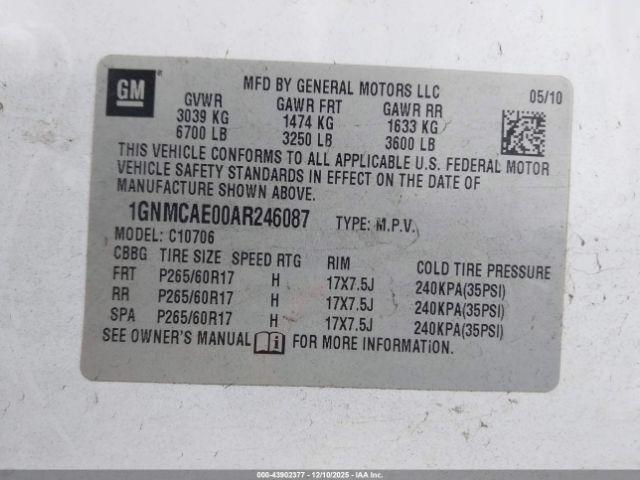 GM
MFD BY GENERAL MOTORS LLC
05/10
GVWR GAWR FRT GAWR RR
3039 KG 1474 KG 1633 KG
6700 LB 3250 LB 3600 LB
THIS VEHICLE CONFORMS TO ALL APPLICABLE U.S. FEDERAL MOTOR
VEHICLE SAFETY STANDARDS IN EFFECT ON THE DATE OF
MANUFACTURE SHOWN ABOVE.
1GNMCAE00AR246087 TYPE: M.P.V.
MODEL: C10706
CBBG TIRE SIZE SPEED RTG RIM COLD TIRE PRESSURE
FRT P265/60R17 H 17X7.5J 240KPA(35PSI)
RR P265/60R17 H 17X7.5J 240KPA(35PSI)
SPA P265/60R17 H 17X7.5J 240KPA(35PSI)
SEE OWNER'S MANUAL FOR MORE INFORMATION
000-43902377 - 12/10/2025 - IAAI.COM